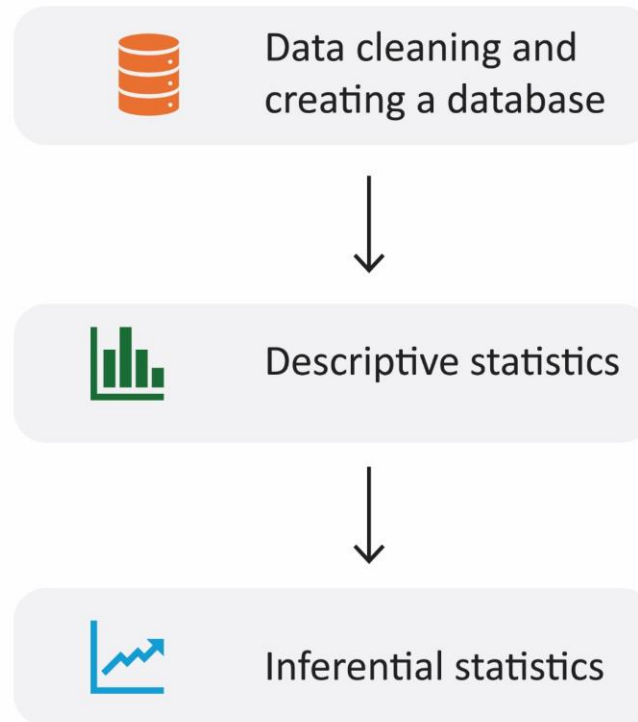 Data cleaning and
creating a database
Descriptive statistics
Inferential statistics